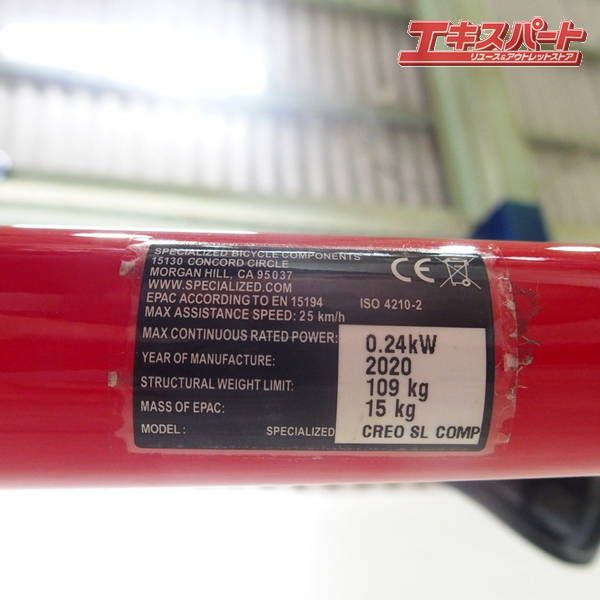 エキスパート
リユース&アウトレットストア
SPECIALIZED BICYCLE COMPONENTS
15130 CONCORD CIRCLE
MORGAN HILL, CA 95037
WWW.SPECIALIZED.COM
EPAC ACCORDING TO EN 15194 ISO 4210-2
MAX ASSISTANCE SPEED: 25 km/h
MAX CONTINUOUS RATED POWER: 0.24kW
YEAR OF MANUFACTURE: 2020
STRUCTURAL WEIGHT LIMIT: 109 kg
MASS OF EPAC: 15 kg
MODEL: SPECIALIZED CREO SL COMP
CE